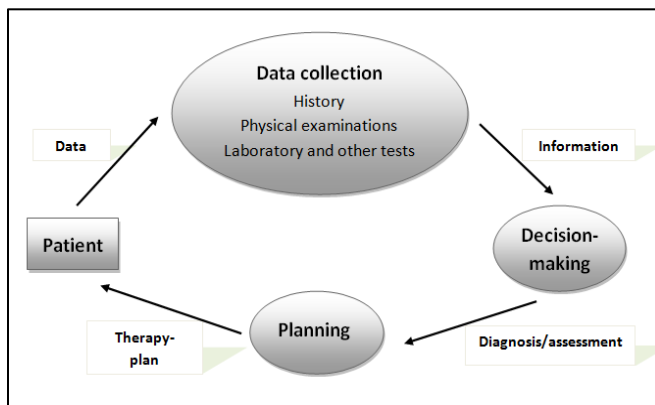 Data collection
History
Physical examinations
Laboratory and other tests
Data
Information
Patient
Decision-
making
Planning
Therapy-
plan
Diagnosis/assessment